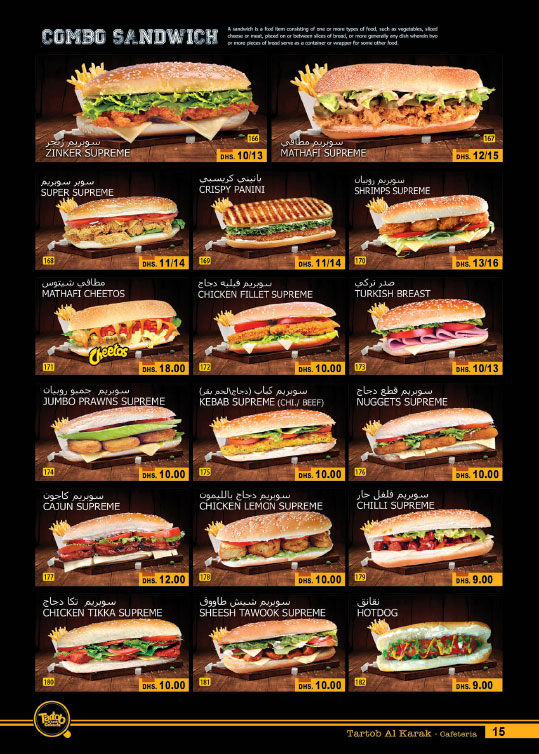 COMBO SANDWICH
A sandwich is a food item consisting of one or more types of food, such as vegetables, sliced
cheese or meat, placed on or between slices of bread, or more generally any dish wherein two
or more pieces of bread serve as a container or wrapper for some other food.
سوبريم زنجر
ZINKER SUPREME
166
DHS. 10/13
سوبريم مطافي
MATHAFI SUPREME
167
DHS. 12/15
سوبر سوبريم
SUPER SUPREME
168
DHS. 11/14
بانيني كريسبي
CRISPY PANINI
169
DHS. 11/14
سوبريم روبيان
SHRIMPS SUPREME
170
DHS. 13/16
مطافي شيتوس
MATHAFI CHEETOS
Cheetos
171
DHS. 18.00
سوبريم فيليه دجاج
CHICKEN FILLET SUPREME
172
DHS. 10.00
صدر تركي
TURKISH BREAST
173
DHS. 10/13
سوبريم جمبو روبيان
JUMBO PRAWNS SUPREME
174
DHS. 10.00
سوبريم كباب (دجاج/لحم بقر)
KEBAB SUPREME (CHI./ BEEF)
175
DHS. 10.00
سوبريم قطع دجاج
NUGGETS SUPREME
176
DHS. 10.00
سوبريم كاجون
CAJUN SUPREME
177
DHS. 12.00
سوبريم دجاج بالليمون
CHICKEN LEMON SUPREME
178
DHS. 10.00
سوبريم فلفل حار
CHILLI SUPREME
179
DHS. 9.00
سوبريم تكا دجاج
CHICKEN TIKKA SUPREME
180
DHS. 10.00
سوبريم شيش طاووق
SHEESH TAWOOK SUPREME
181
DHS. 10.00
نقانق
HOTDOG
182
DHS. 9.00
Tartob
Tartob Al Karak - Cafeteria
15